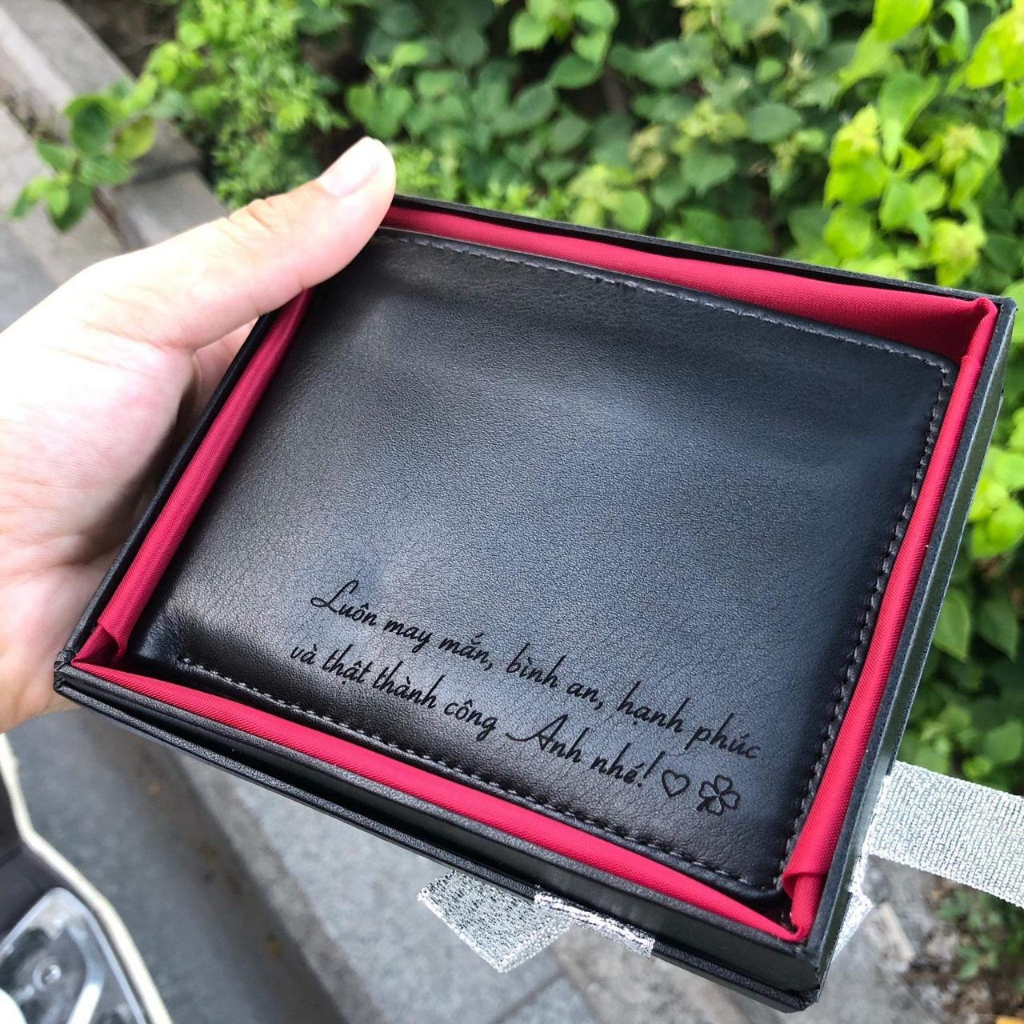 Luôn may mắn, bình an, hạnh phúc
và thật thành công Anh nhé!